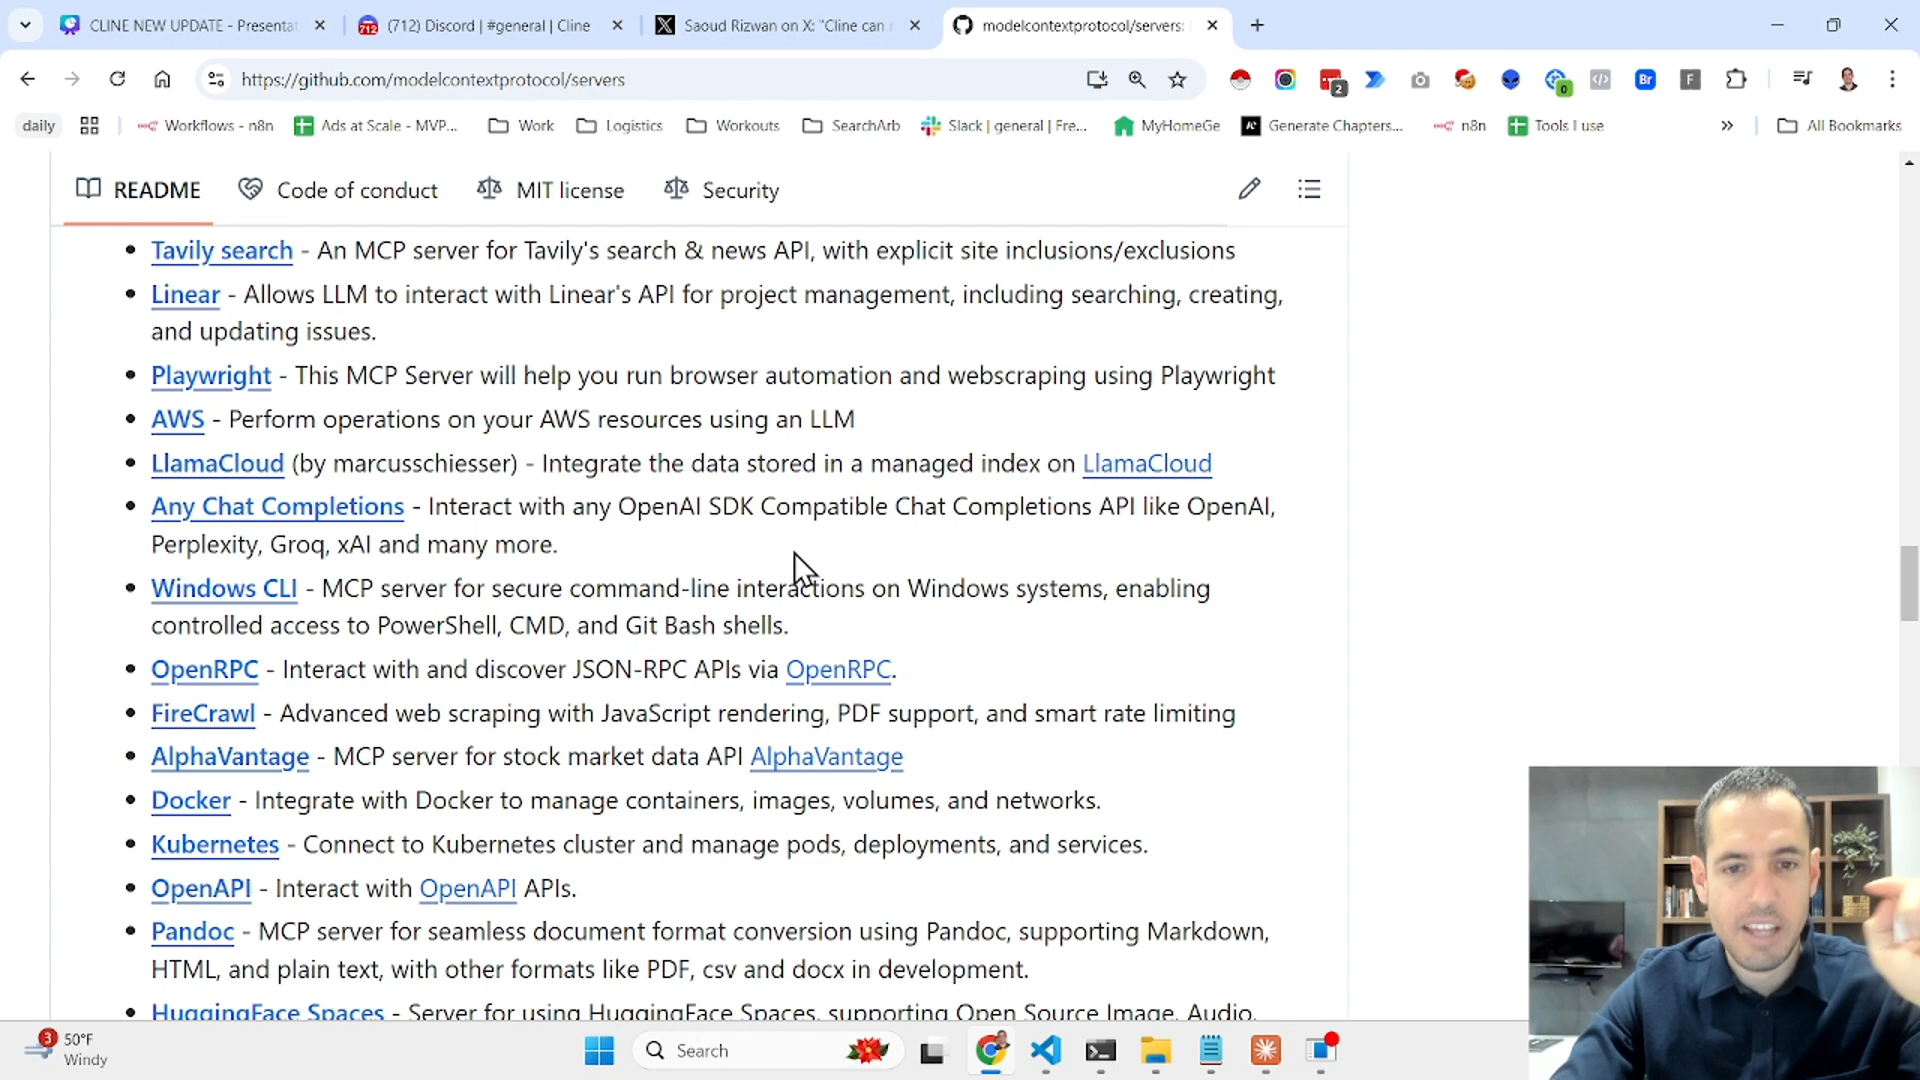 CLINE NEW UPDATE - Presentat
(712) Discord | #general | Cline
Saoud Rizwan on X: "Cline can r
modelcontextprotocol/servers:
https://github.com/modelcontextprotocol/servers
2
0
Br
F
daily
Workflows - n8n
Ads at Scale - MVP...
Work
Logistics
Workouts
SearchArb
Slack | general | Fre...
MyHomeGe
Generate Chapters...
n8n
Tools I use
All Bookmarks
README
Code of conduct
MIT license
Security
Tavily search - An MCP server for Tavily's search & news API, with explicit site inclusions/exclusions
Linear - Allows LLM to interact with Linear's API for project management, including searching, creating,
and updating issues.
Playwright - This MCP Server will help you run browser automation and webscraping using Playwright
AWS - Perform operations on your AWS resources using an LLM
LlamaCloud (by marcusschiesser) - Integrate the data stored in a managed index on LlamaCloud
Any Chat Completions - Interact with any OpenAI SDK Compatible Chat Completions API like OpenAI,
Perplexity, Groq, xAI and many more.
Windows CLI - MCP server for secure command-line interactions on Windows systems, enabling
controlled access to PowerShell, CMD, and Git Bash shells.
OpenRPC - Interact with and discover JSON-RPC APIs via OpenRPC.
FireCrawl - Advanced web scraping with JavaScript rendering, PDF support, and smart rate limiting
AlphaVantage - MCP server for stock market data API AlphaVantage
Docker - Integrate with Docker to manage containers, images, volumes, and networks.
Kubernetes - Connect to Kubernetes cluster and manage pods, deployments, and services.
OpenAPI - Interact with OpenAPI APIs.
Pandoc - MCP server for seamless document format conversion using Pandoc, supporting Markdown,
HTML, and plain text, with other formats like PDF, csv and docx in development.
HuggingFace Spaces - Server for using HuggingFace Spaces, supporting Open Source Image, Audio,
3
50°F
Windy
Search